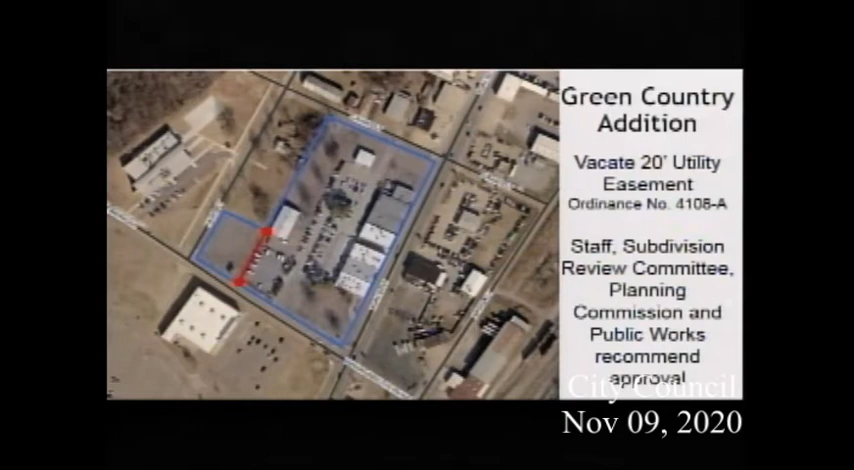 Green Country
Addition
Vacate 20' Utility
Easement
Ordinance No. 4108-A
Staff, Subdivision
Review Committee,
Planning
Commission and
Public Works
recommend
approval
City Council
Nov 09, 2020